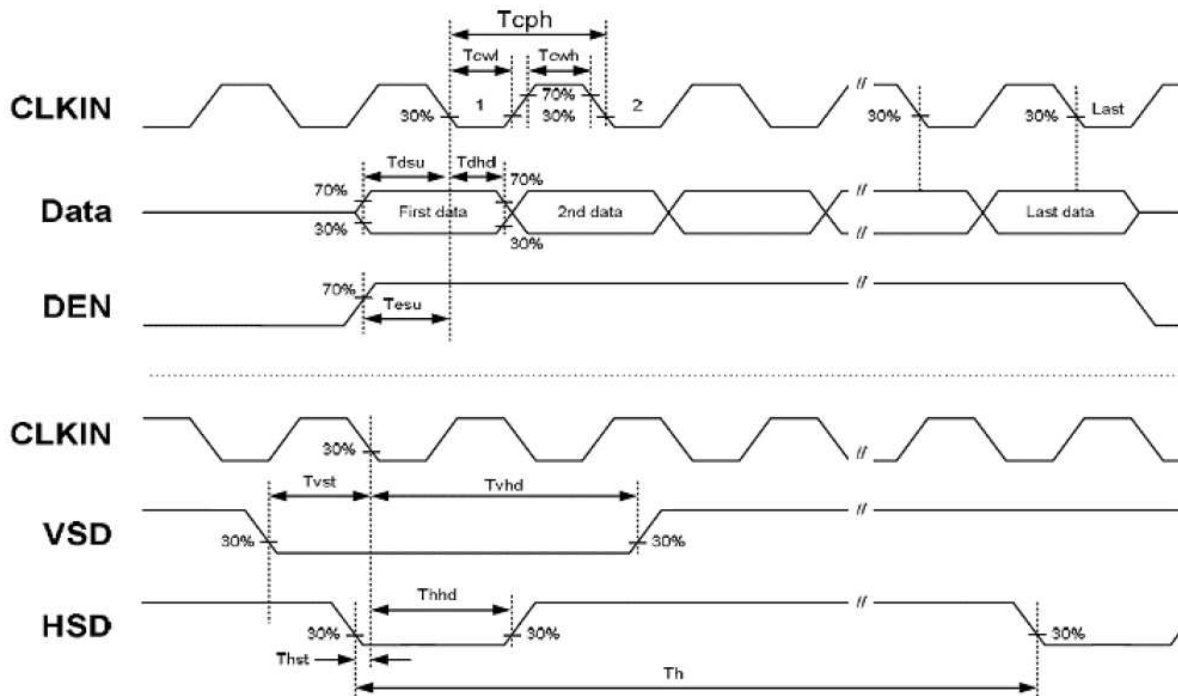 Tcph
Tcwl Tcwh
CLKIN 30% 1 70% 30% 2 30% 30% Last
Tdsu Tdhd
70% 70%
Data First data 2nd data Last data
30% 30%
DEN 70% Tesu
CLKIN 30%
Tvst Tvhd
VSD 30% 30%
Thhd
HSD 30% 30% 30%
Thst
Th